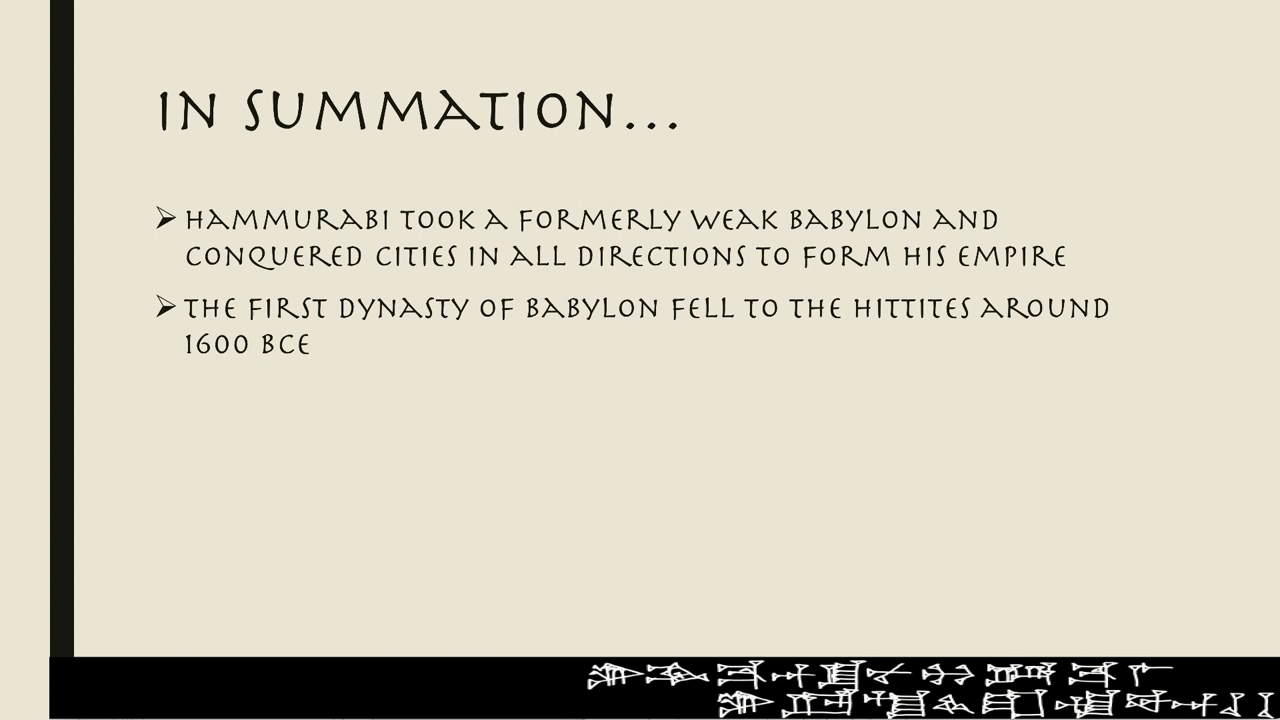 IN SUMMATION...
HAMMURABI TOOK A FORMERLY WEAK BABYLON AND
CONQUERED CITIES IN ALL DIRECTIONS TO FORM HIS EMPIRE
THE FIRST DYNASTY OF BABYLON FELL TO THE HITTITES AROUND
1600 BCE